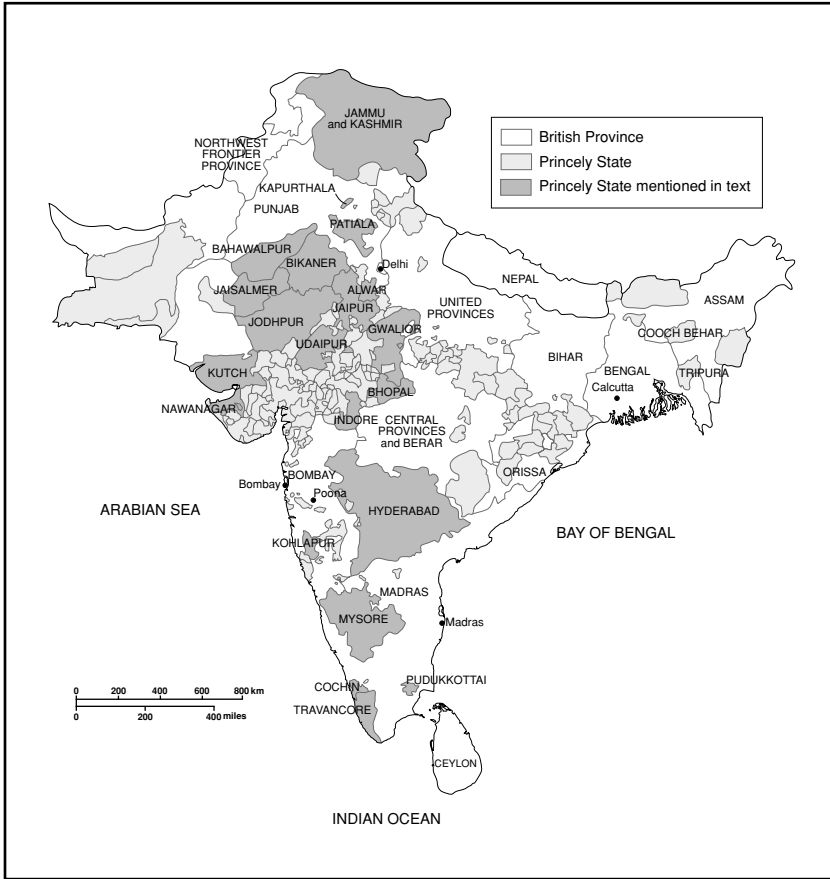 JAMMU
and KASHMIR
British Province
Princely State
Princely State mentioned in text
NORTHWEST
FRONTIER
PROVINCE
KAPURTHALA
PUNJAB
PATIALA
BAHAWALPUR
BIKANER
Delhi
NEPAL
JAISALMER
ALWAR
JAIPUR
UNITED
PROVINCES
ASSAM
JODHPUR
GWALIOR
COOCH BEHAR
UDAIPUR
BIHAR
KUTCH
BENGAL
TRIPURA
BHOPAL
Calcutta
NAWANAGAR
INDORE
CENTRAL
PROVINCES
and BERAR
ORISSA
BOMBAY
Bombay
Poona
ARABIAN SEA
HYDERABAD
BAY OF BENGAL
KOHLAPUR
MADRAS
MYSORE
Madras
PUDUKKOTTAI
COCHIN
TRAVANCORE
0 200 400 600 800 km
0 200 400 miles
CEYLON
INDIAN OCEAN